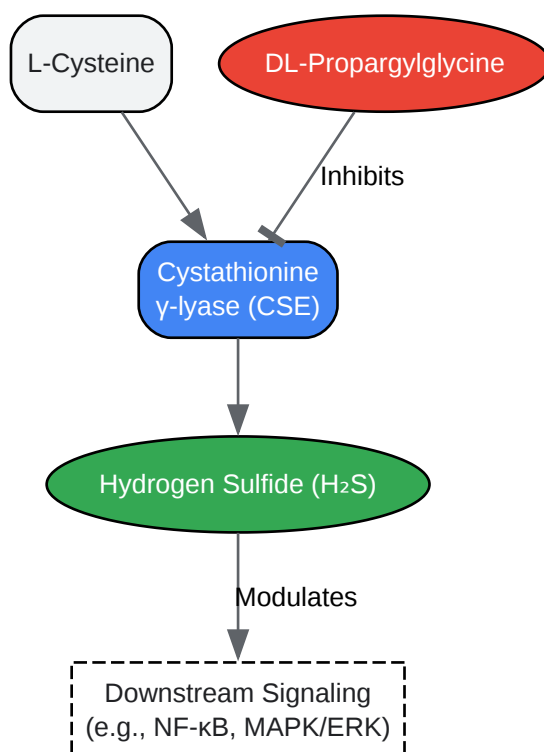 L-Cysteine
DL-Propargylglycine
Inhibits
Cystathionine
γ-lyase (CSE)
Hydrogen Sulfide (H₂S)
Modulates
Downstream Signaling
(e.g., NF-κB, MAPK/ERK)